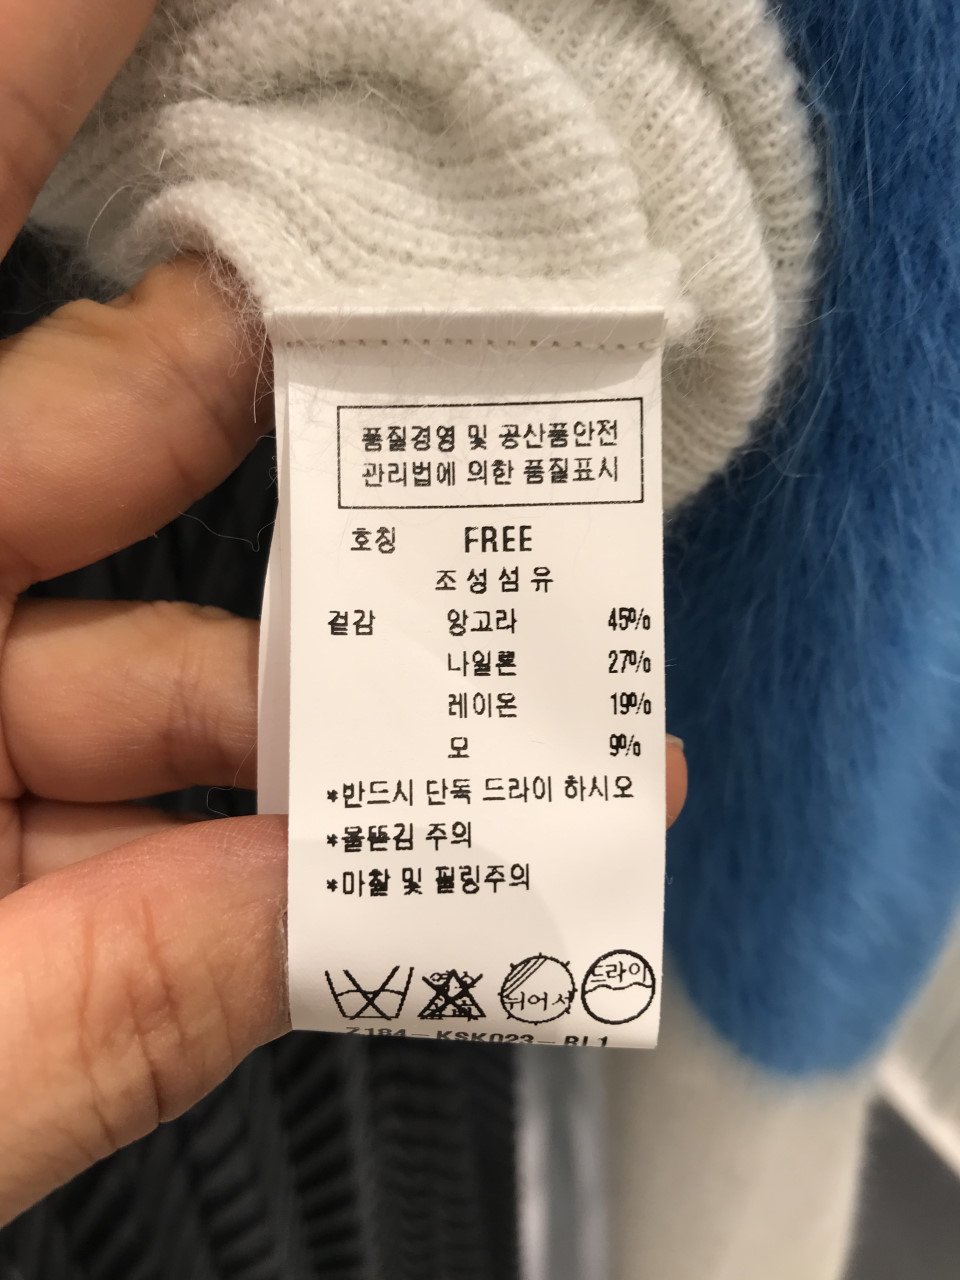 품질경영 및 공산품안전
관리법에 의한 품질표시
호칭 FREE
조성섬유
겉감 앙고라 45%
나일론 27%
레이온 19%
모 9%
*반드시 단독 드라이 하시오
*올뜯김 주의
*마찰 및 필링주의
뉘어서 드라이
Z184-KSK023-BL1